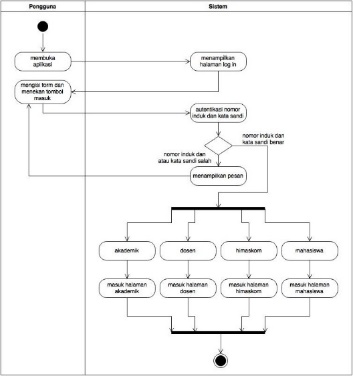 Pengguna
Sistem
membuka
aplikasi
menampilkan
halaman log in
mengisi form dan
menekan tombol
masuk
autentikasi nomor
induk dan kata sandi
nomor induk dan
kata sandi benar
nomor induk dan
atau kata sandi salah
menampilkan pesan
akademik
dosen
himaskom
mahasiswa
masuk halaman
akademik
masuk halaman
dosen
masuk halaman
himaskom
masuk halaman
mahasiswa